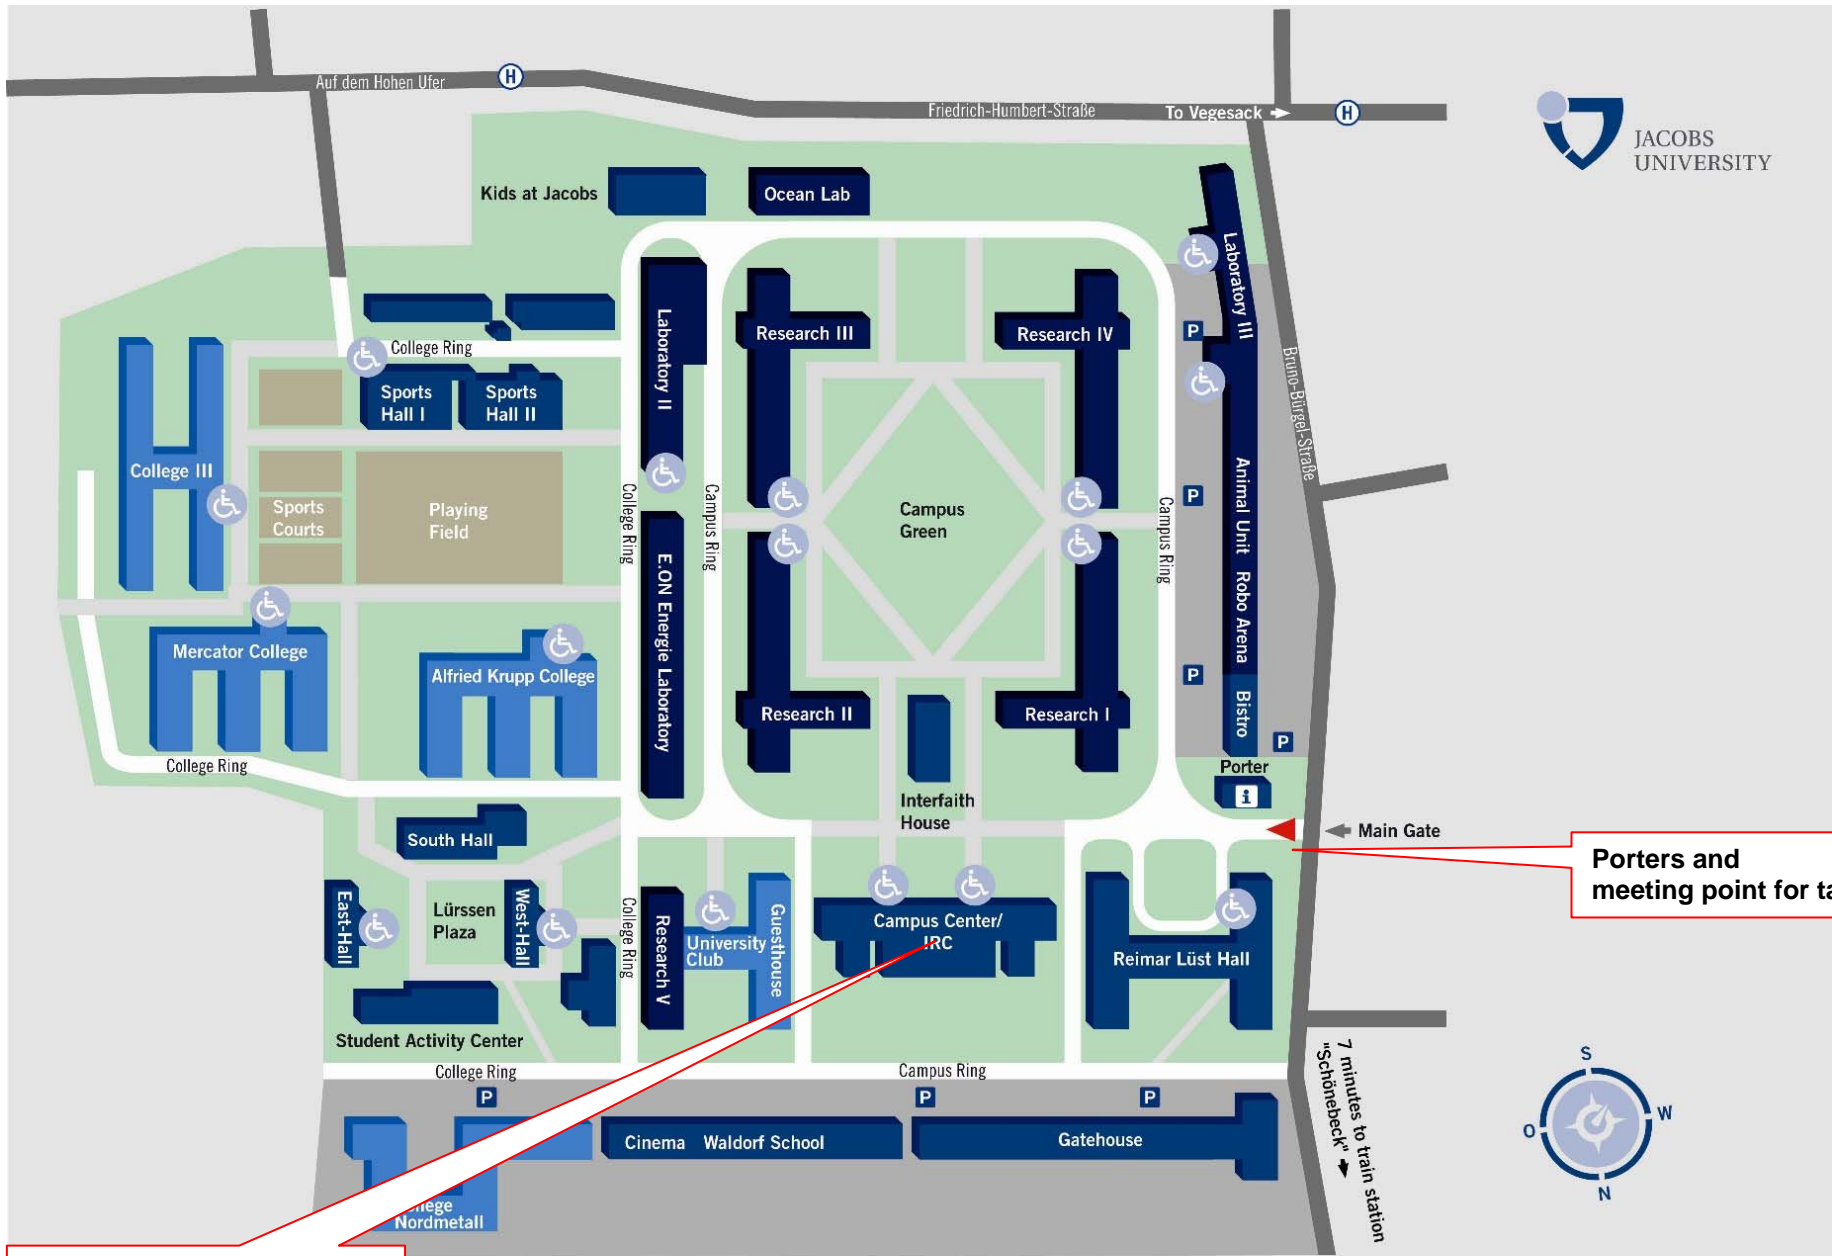 Auf dem Hohen Ufer
H
Friedrich-Humbert-Straße
To Vegesack
H
JACOBS
UNIVERSITY
Kids at Jacobs
Ocean Lab
Laboratory III
Laboratory II
Research III
Research IV
P
College Ring
Sports
Hall I
Sports
Hall II
Bruno-Bürgel-Straße
College III
Sports
Courts
Playing
Field
College Ring
Campus Ring
Campus
Green
Campus Ring
P
Animal Unit
Robo Arena
E.ON Energie Laboratory
Mercator College
Alfried Krupp College
P
Research II
Research I
Bistro
P
College Ring
Porter
i
Interfaith
House
South Hall
Main Gate
Porters and
meeting point for
East-Hall
Lürssen
Plaza
West-Hall
College Ring
Research V
University
Club
Guesthouse
Campus Center/
IRC
Reimar Lüst Hall
Student Activity Center
College Ring
Campus Ring
P
P
P
7 minutes to train station
"Schönebeck"
S
O
W
N
Cinema
Waldorf School
Gatehouse
Nordmetall